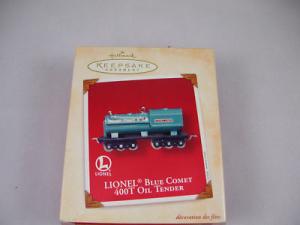 Hallmark
KEEPSAKE
ORNAMENT
LIONEL
LIONEL® BLUE COMET
400T OIL TENDER
décoration des fêtes